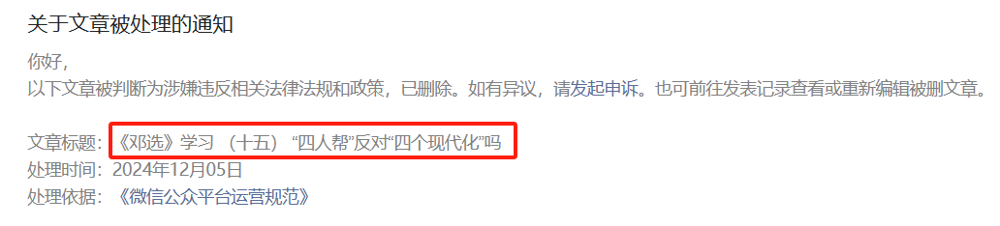 关于文章被处理的通知
你好，
以下文章被判断为涉嫌违反相关法律法规和政策，已删除。如有异议，请发起申诉。也可前往发表记录查看或重新编辑被删文章。
文章标题：《邓选》学习 （十五） “四人帮”反对“四个现代化”吗
处理时间：2024年12月05日
处理依据：《微信公众平台运营规范》